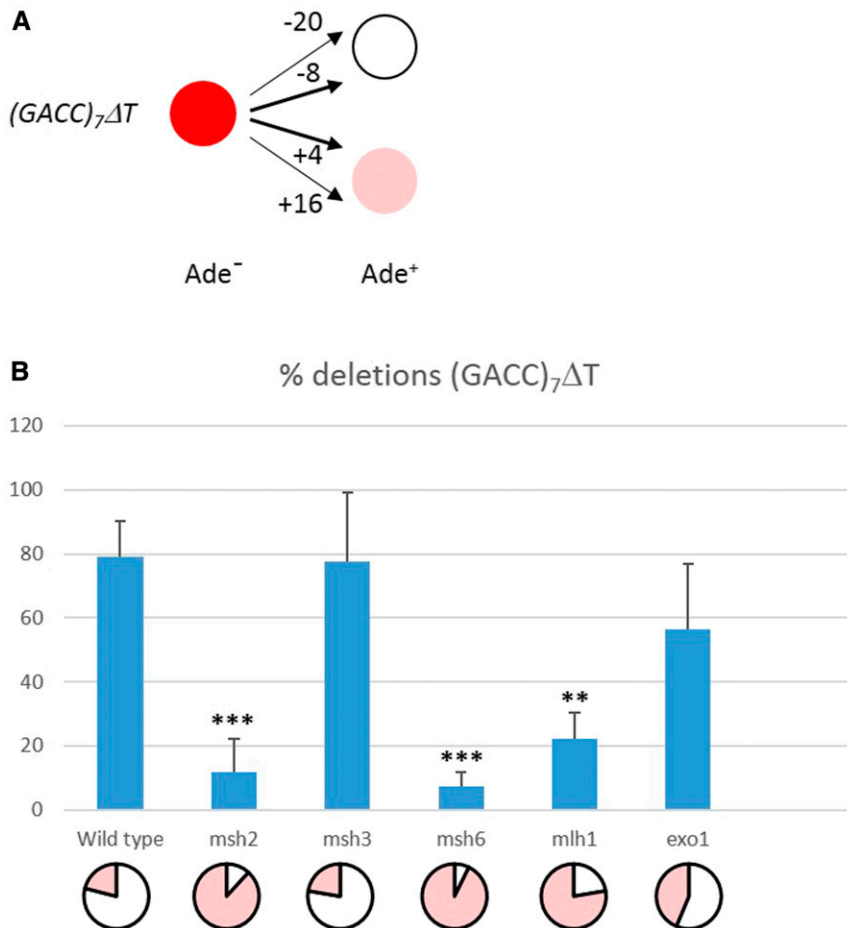 A
-20
-8
(GACC)7ΔT
+4
+16
Ade⁻ Ade⁺
B
% deletions (GACC)7ΔT
120
100
80
60
40
20
0
*** *** **
Wild type msh2 msh3 msh6 mlh1 exo1